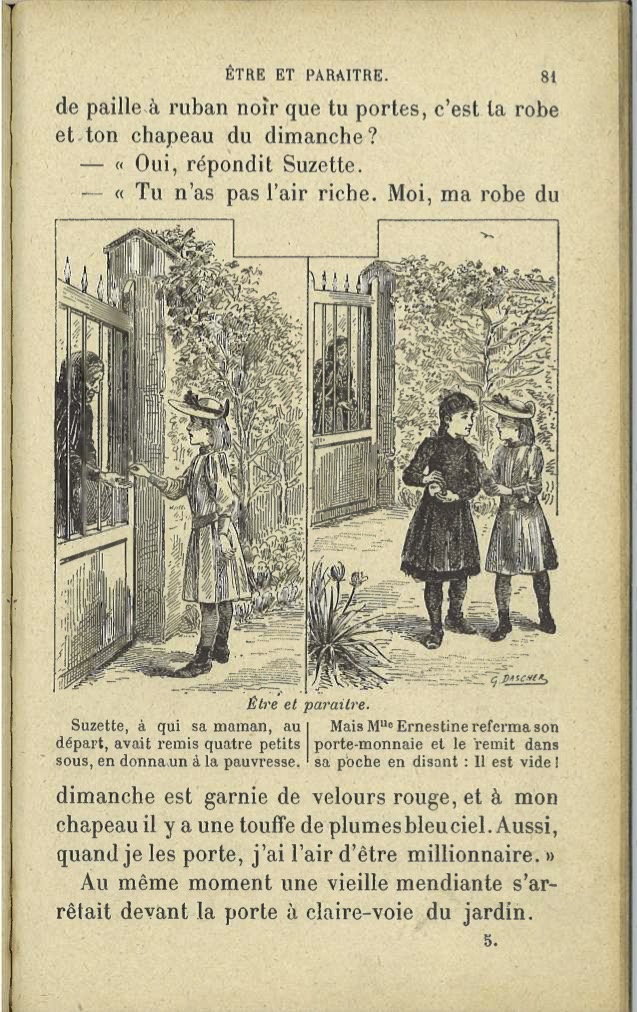 ÊTRE ET PARAITRE. 81
de paille à ruban noir que tu portes, c'est ta robe
et ton chapeau du dimanche ?
— « Oui, répondit Suzette.
— « Tu n'as pas l'air riche. Moi, ma robe du
G. DASCHER
Être et paraitre.
Suzette, à qui sa maman, au
départ, avait remis quatre petits
sous, en donna un à la pauvresse.
Mais Mlle Ernestine referma son
porte-monnaie et le remit dans
sa poche en disant : Il est vide !
dimanche est garnie de velours rouge, et à mon
chapeau il y a une touffe de plumes bleu ciel. Aussi,
quand je les porte, j'ai l'air d'être millionnaire. »
Au même moment une vieille mendiante s'ar-
rêtait devant la porte à claire-voie du jardin.
5.